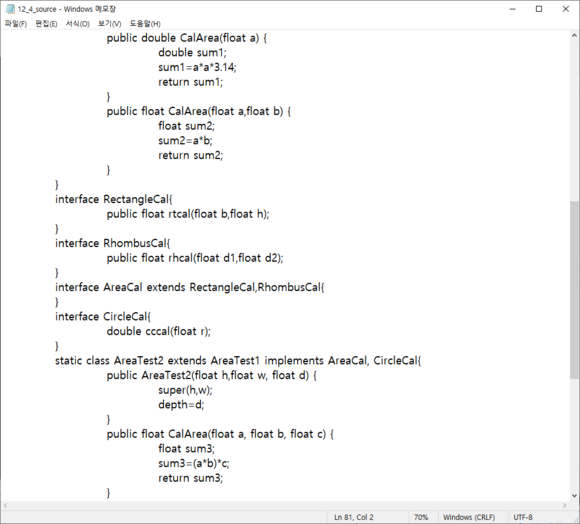 12_4_source - Windows 메모장
파일(F) 편집(E) 서식(O) 보기(V) 도움말(H)
public double CalArea(float a) {
double sum1;
sum1=a*a*3.14;
return sum1;
}
public float CalArea(float a,float b) {
float sum2;
sum2=a*b;
return sum2;
}
}
interface RectangleCal{
public float rtcal(float b,float h);
}
interface RhombusCal{
public float rhcal(float d1,float d2);
}
interface AreaCal extends RectangleCal,RhombusCal{
}
interface CircleCal{
double cccal(float r);
}
static class AreaTest2 extends AreaTest1 implements AreaCal, CircleCal{
public AreaTest2(float h,float w, float d) {
super(h,w);
depth=d;
}
public float CalArea(float a, float b, float c) {
float sum3;
sum3=(a*b)*c;
return sum3;
}
Ln 81, Col 2 70% Windows (CRLF) UTF-8